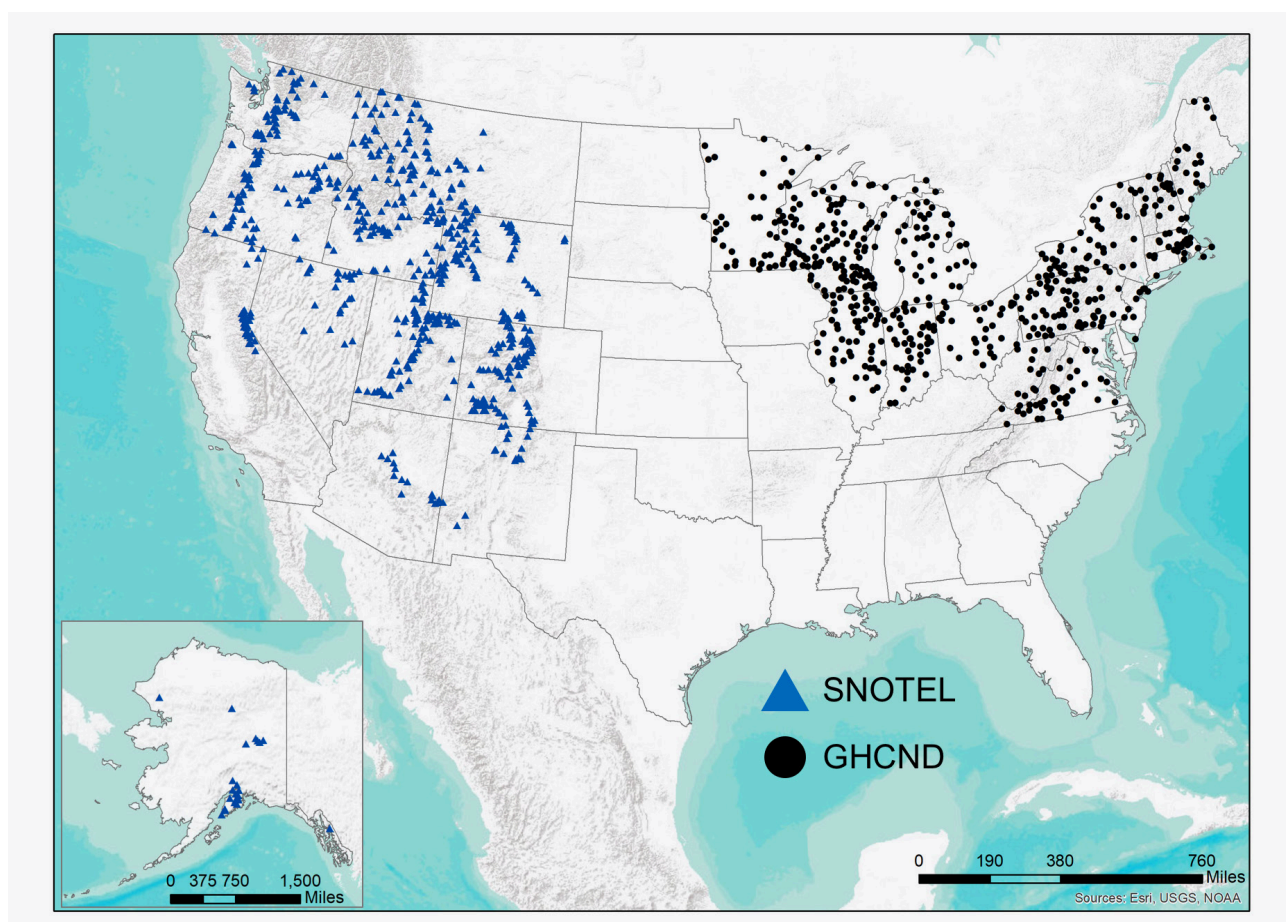 SNOTEL
GHCND
0 375 750 1,500
Miles
0 190 380 760
Miles
Sources: Esri, USGS, NOAA